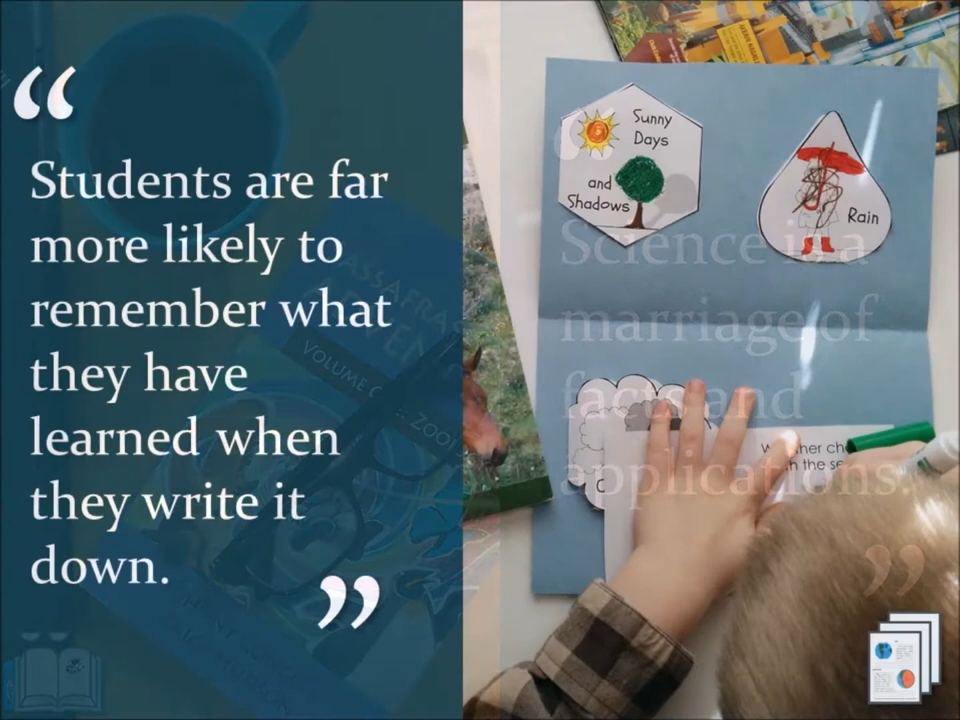 “
Students are far
more likely to
remember what
they have
learned when
they write it
down.
”
Sunny
Days
and
Shadows
Rain
“
Science is a
marriage of
facts and
applications.
”
VOLUME